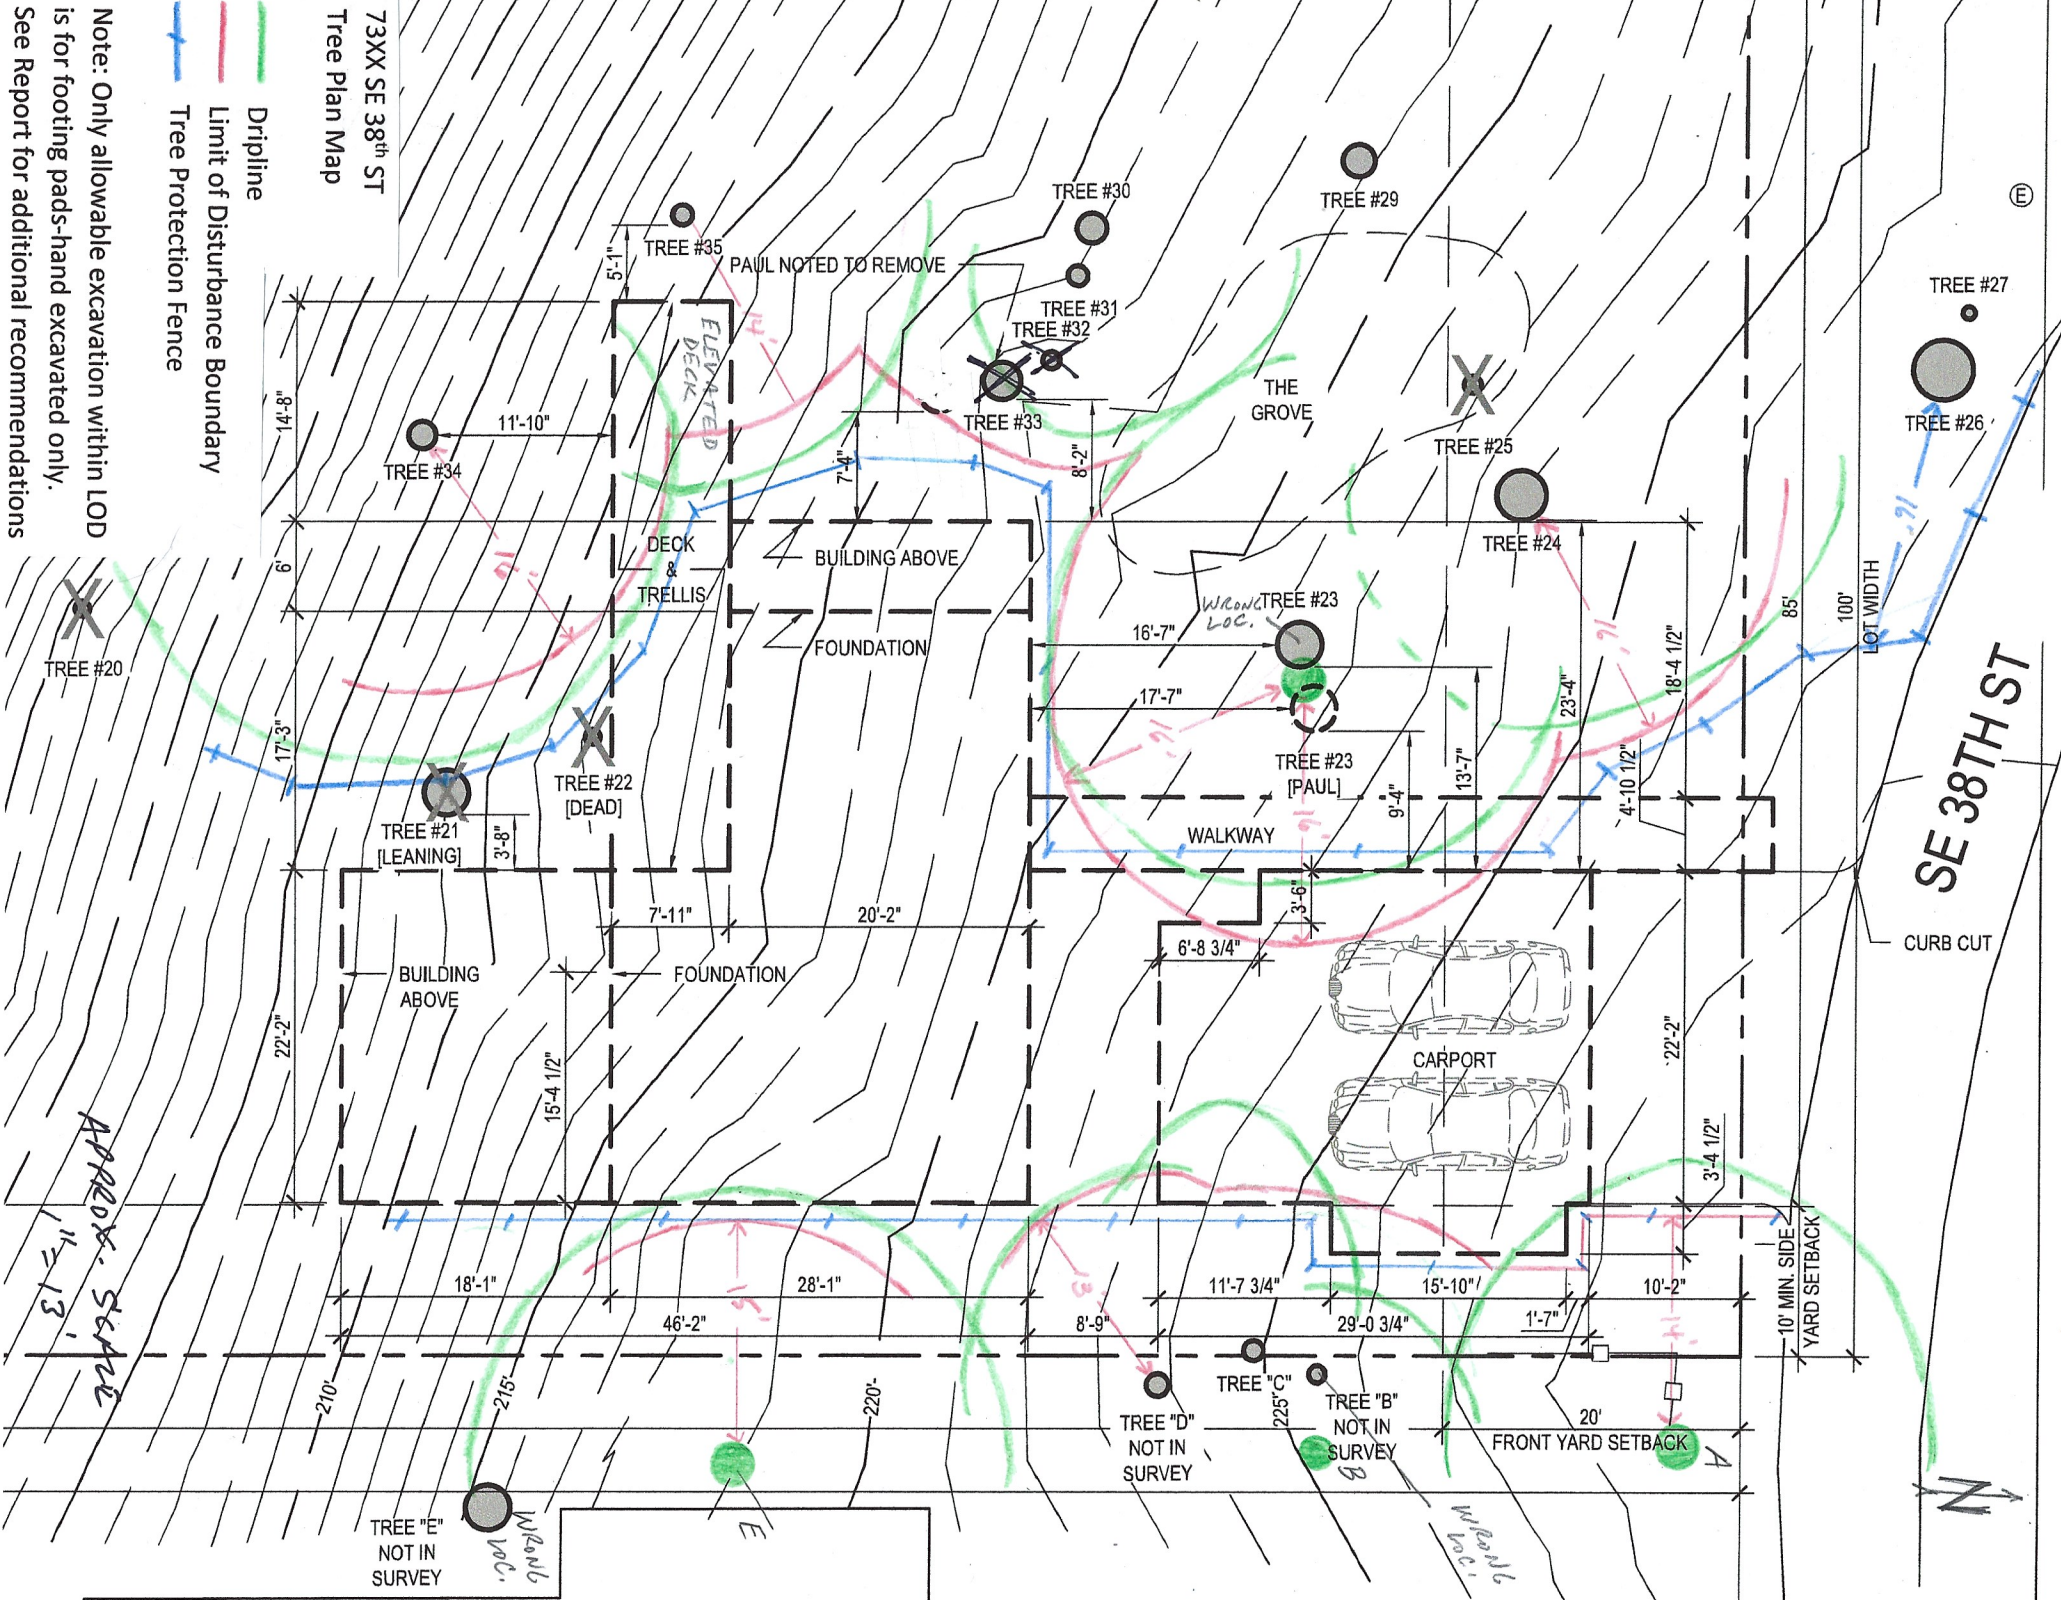 73XX SE 38th ST
Tree Plan Map
Dripline
Limit of Disturbance Boundary
Tree Protection Fence
Note: Only allowable excavation within LOD
is for footing pads-hand excavated only.
See Report for additional recommendations
TREE #29
TREE #30
TREE #35
5'-1"
PAUL NOTED TO REMOVE
TREE #31
TREE #32
TREE #33
E
TREE #27
TREE #26
16'
14'
ELEVATED
DECK
THE
GROVE
TREE #25
TREE #24
14'-8"
11'-10"
TREE #34
7'-4"
8'-2"
16'
DECK
&
TRELLIS
BUILDING ABOVE
FOUNDATION
6'
WRONG
LOC.
TREE #23
16'-7"
17'-7"
16'
16'
TREE #23
[PAUL]
23'-4"
18'-4 1/2"
85'
100'
LOT WIDTH
SE 38TH ST
TREE #20
17'-3"
TREE #22
[DEAD]
TREE #21
[LEANING]
3'-8"
9'-4"
13'-7"
4'-10 1/2"
WALKWAY
3'-6"
7'-11"
20'-2"
6'-8 3/4"
CURB CUT
BUILDING
ABOVE
FOUNDATION
22'-2"
15'-4 1/2"
CARPORT
22'-2"
3'-4 1/2"
APPROX. SCALE
1" = 13'
18'-1"
28'-1"
46'-2"
15'
8'-9"
13'
11'-7 3/4"
15'-10"
29'-0 3/4"
1'-7"
10'-2"
14'
10' MIN. SIDE
YARD SETBACK
210'
215'
220'
225'
TREE "C"
TREE "B"
NOT IN
SURVEY
TREE "D"
NOT IN
SURVEY
20'
FRONT YARD SETBACK
A
B
E
N
TREE "E"
NOT IN
SURVEY
WRONG
LOC.
WRONG
LOC.